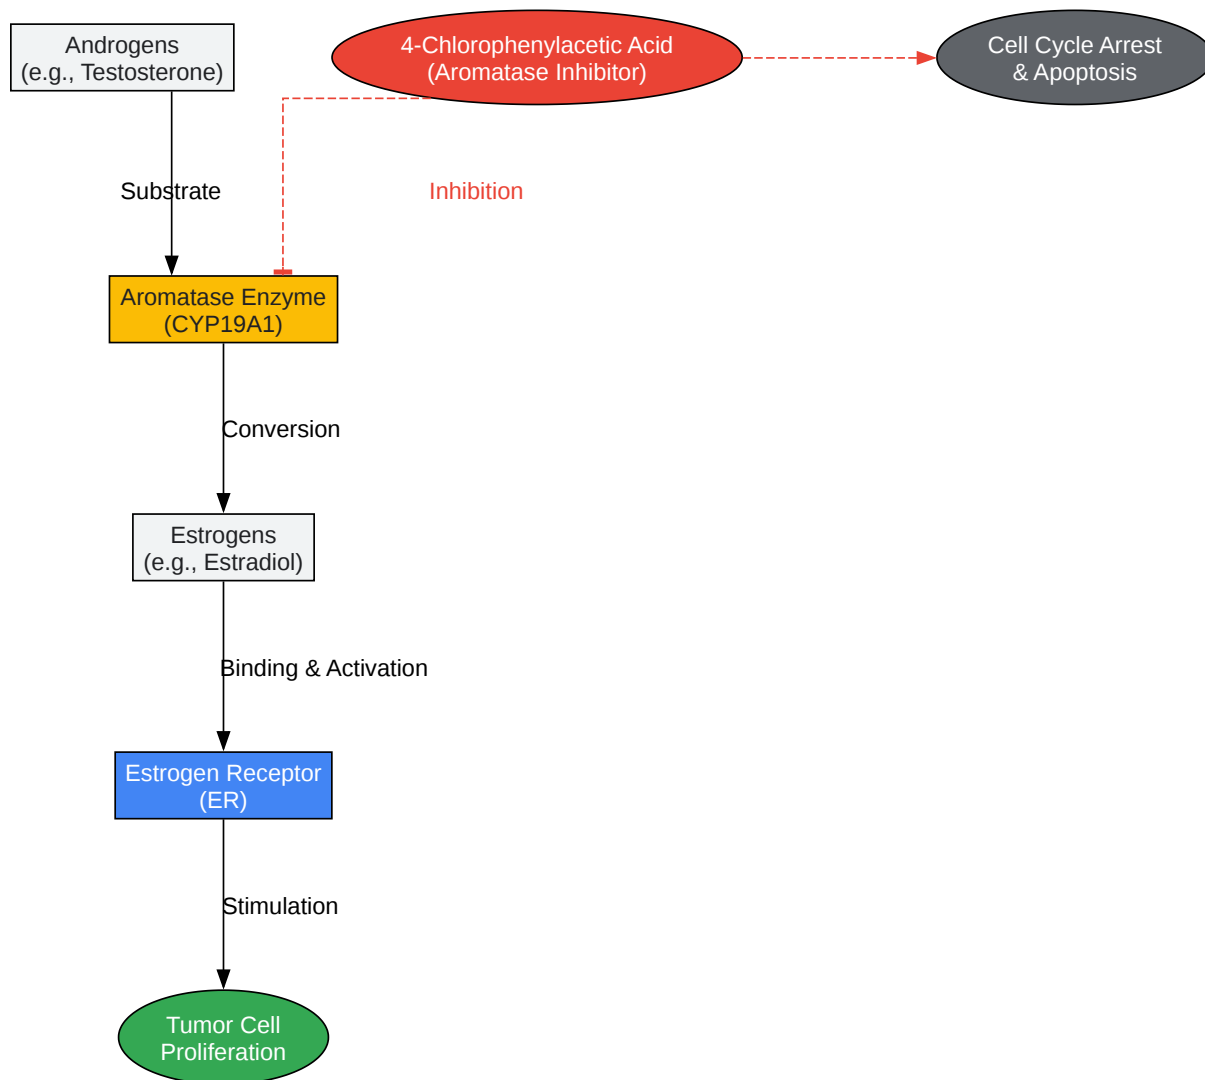 Androgens
(e.g., Testosterone)
4-Chlorophenylacetic Acid
(Aromatase Inhibitor)
Cell Cycle Arrest
& Apoptosis
Substrate
Inhibition
Aromatase Enzyme
(CYP19A1)
Conversion
Estrogens
(e.g., Estradiol)
Binding & Activation
Estrogen Receptor
(ER)
Stimulation
Tumor Cell
Proliferation